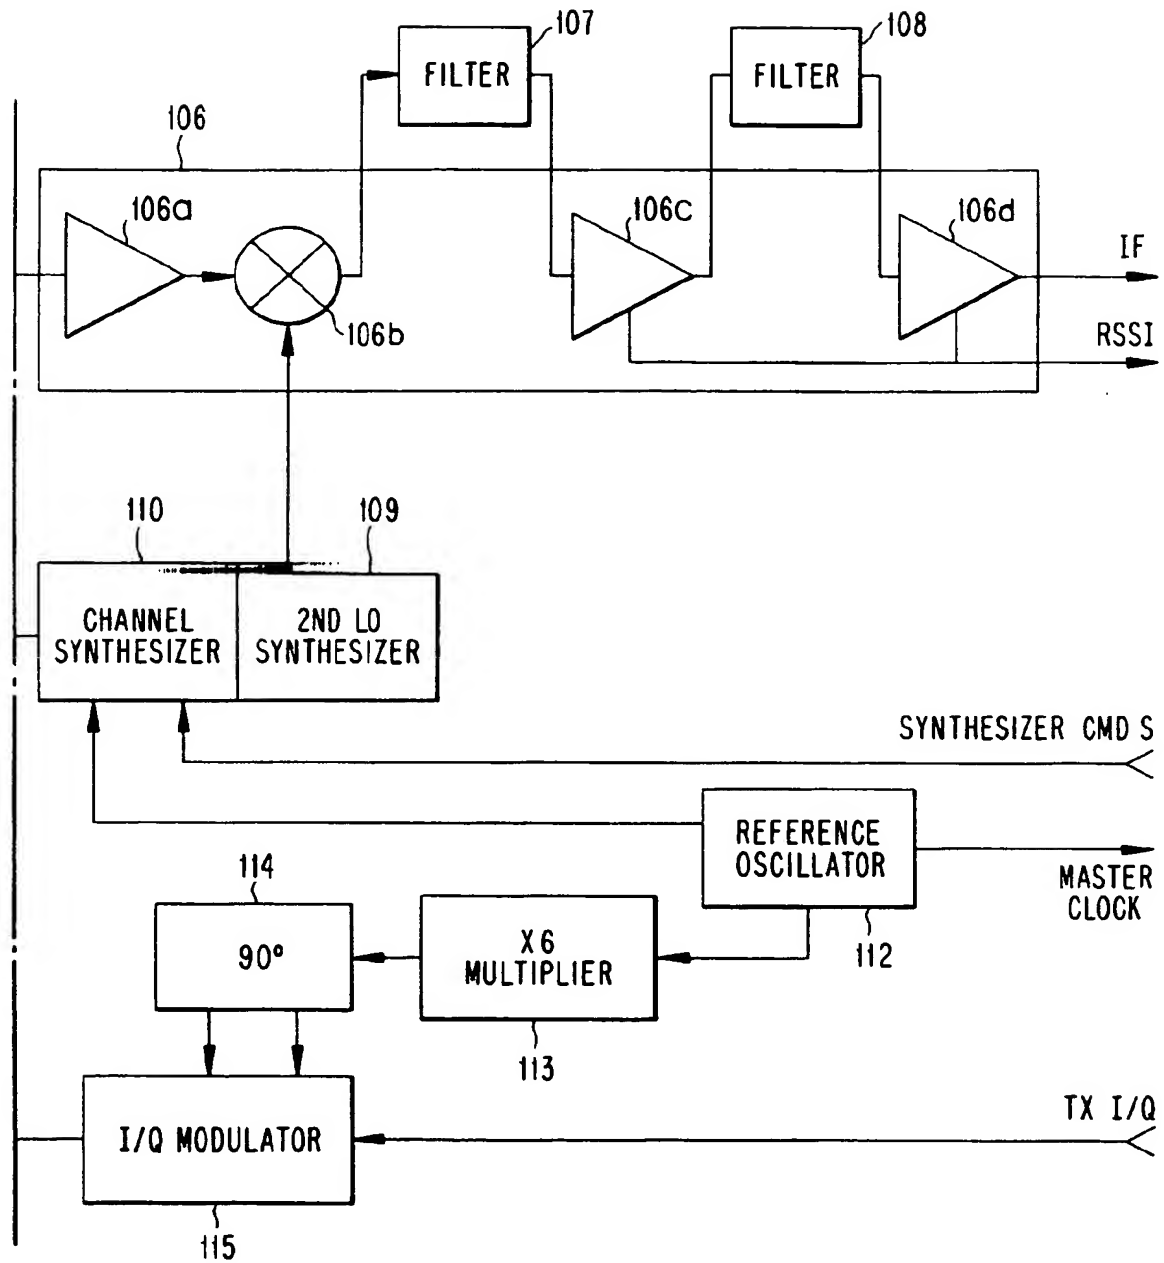 107
108
FILTER
FILTER
106
106a
106b
106c
106d
IF
RSSI
110
109
CHANNEL
SYNTHESIZER
2ND LO
SYNTHESIZER
SYNTHESIZER CMD S
REFERENCE
OSCILLATOR
MASTER
CLOCK
114
112
90°
X6
MULTIPLIER
113
TX I/Q
I/Q MODULATOR
115